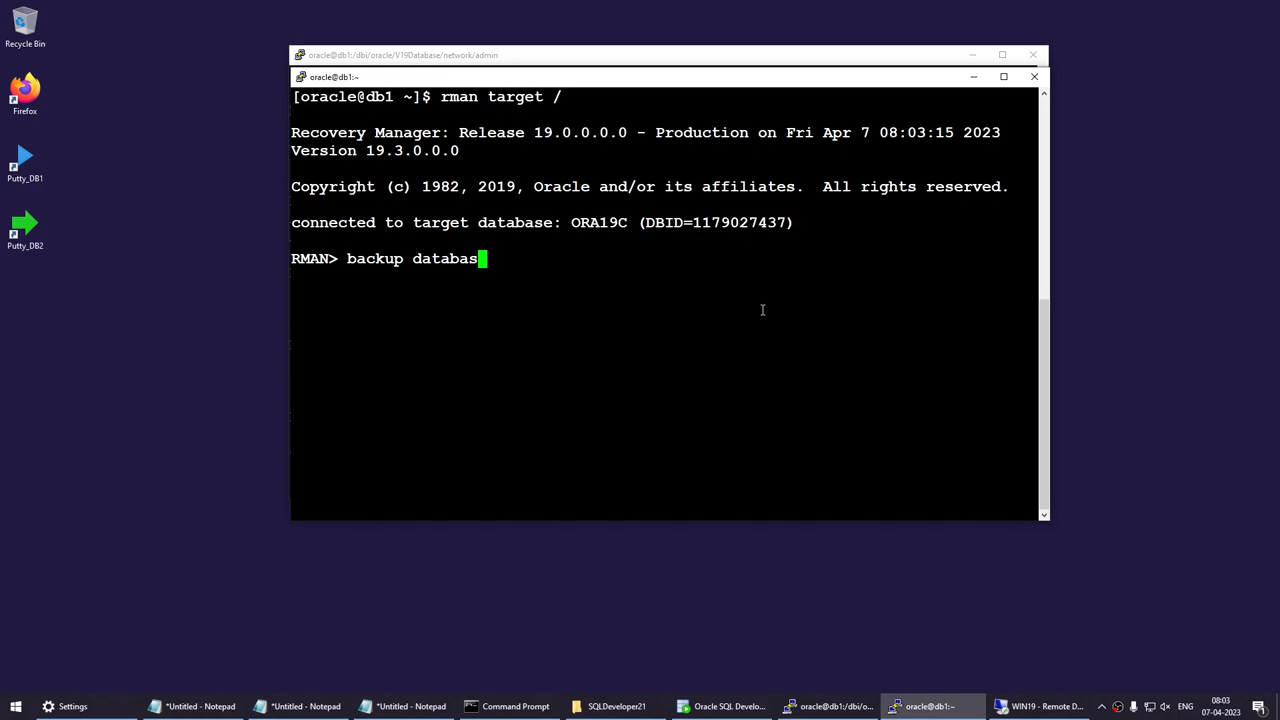 Recycle Bin
Firefox
Putty_DB1
Putty_DB2
oracle@db1:/dbi/oracle/V19Database/network/admin
oracle@db1:~
[oracle@db1 ~]$ rman target /
Recovery Manager: Release 19.0.0.0.0 - Production on Fri Apr 7 08:03:15 2023
Version 19.3.0.0.0
Copyright (c) 1982, 2019, Oracle and/or its affiliates.  All rights reserved.
connected to target database: ORA19C (DBID=1179027437)
RMAN> backup databas
Settings
*Untitled - Notepad
*Untitled - Notepad
*Untitled - Notepad
Command Prompt
SQLDeveloper21
Oracle SQL Develo...
oracle@db1:/dbi/o...
oracle@db1:~
WIN19 - Remote D...
ENG
08:03
07-04-2023
1